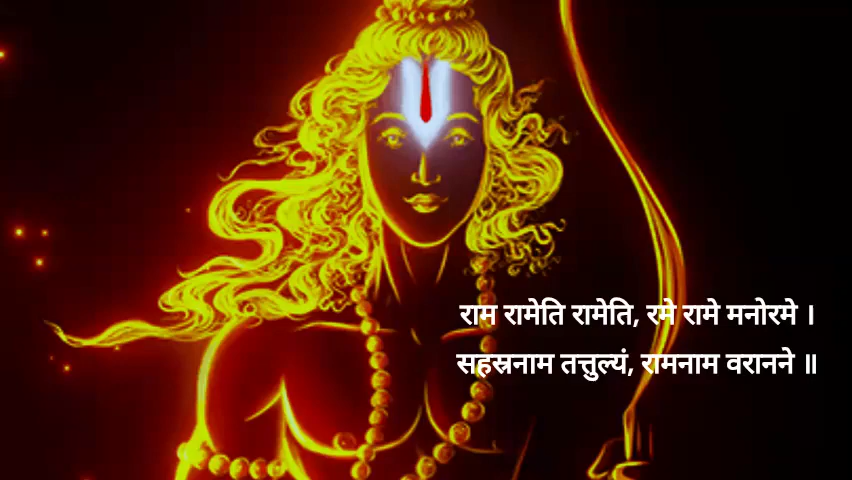 राम रामेति रामेति, रमे रामे मनोरमे ।
सहस्रनाम तत्तुल्यं, रामनाम वरानने ॥